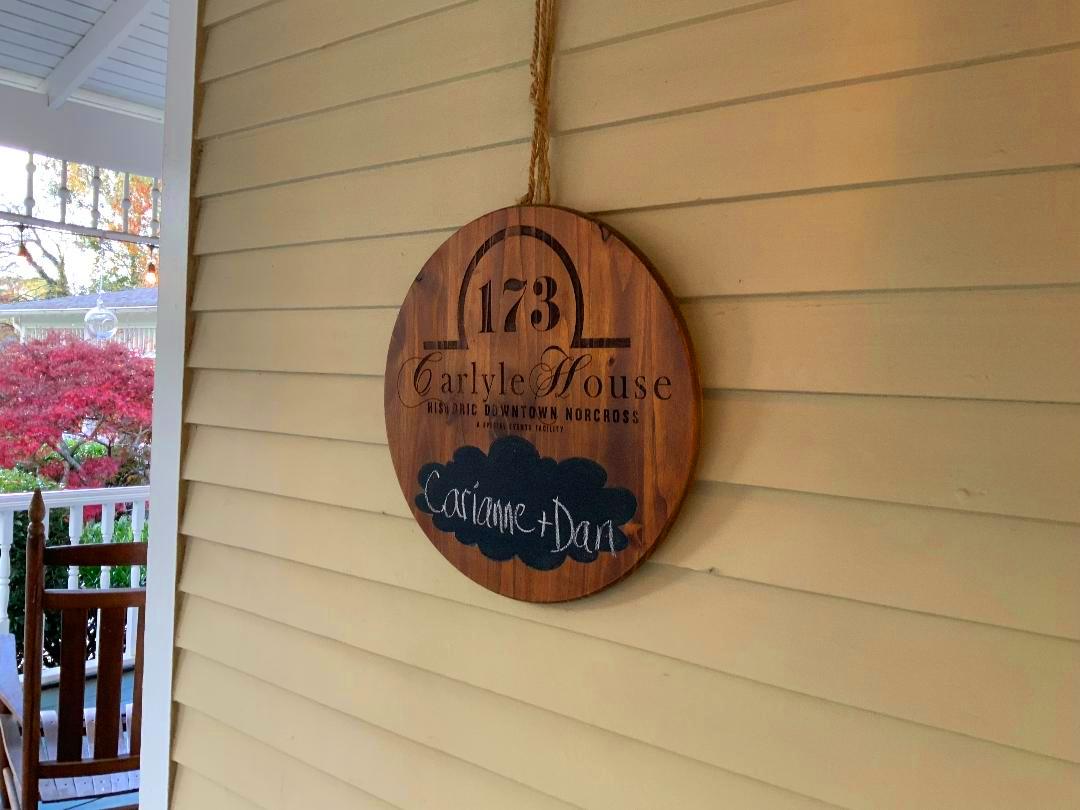 173
Carlyle House
HISTORIC DOWNTOWN NORCROSS
A SPECIAL EVENTS FACILITY
Carianne + Dan